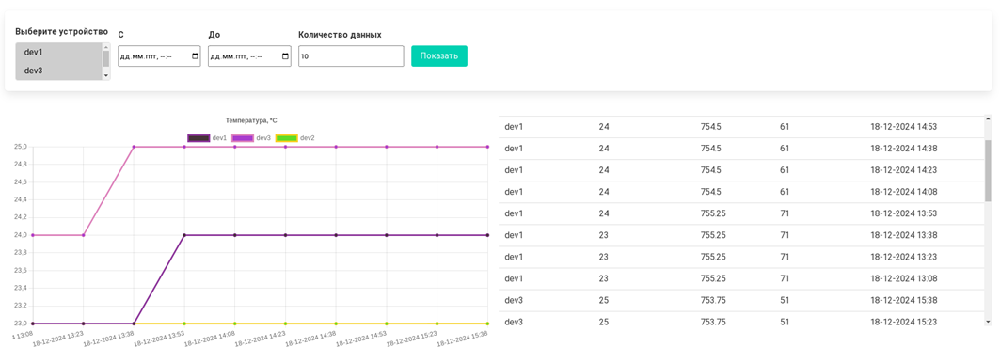 Выберите устройство
С
До
Количество данных
dev1
dev3
дд.мм.гггг, --:--
дд.мм.гггг, --:--
10
Показать
Температура, °C
dev1 dev3 dev2
25,0
24,8
24,6
24,4
24,2
24,0
23,8
23,6
23,4
23,2
23,0
13:08
18-12-2024 13:23
18-12-2024 13:38
18-12-2024 13:53
18-12-2024 14:08
18-12-2024 14:23
18-12-2024 14:38
18-12-2024 14:53
18-12-2024 15:23
18-12-2024 15:38
dev1 24 754.5 61 18-12-2024 14:53
dev1 24 754.5 61 18-12-2024 14:38
dev1 24 754.5 61 18-12-2024 14:23
dev1 24 754.5 61 18-12-2024 14:08
dev1 24 755.25 71 18-12-2024 13:53
dev1 23 755.25 71 18-12-2024 13:38
dev1 23 755.25 71 18-12-2024 13:23
dev1 23 755.25 71 18-12-2024 13:08
dev3 25 753.75 51 18-12-2024 15:38
dev3 25 753.75 51 18-12-2024 15:23